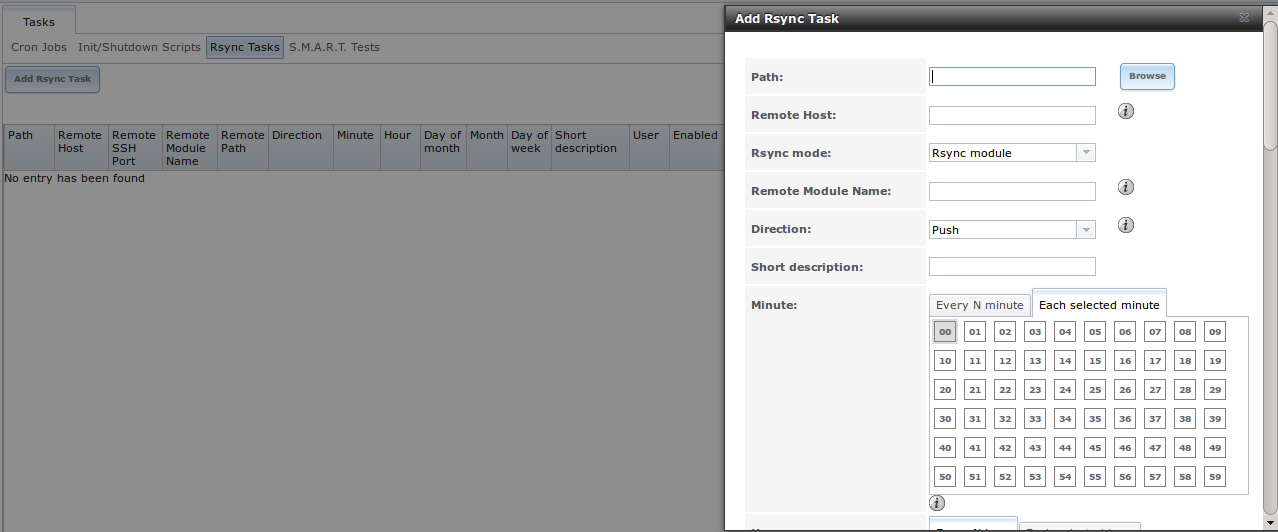 Tasks
Cron Jobs Init/Shutdown Scripts Rsync Tasks S.M.A.R.T. Tests
Add Rsync Task
Path Remote Host Remote SSH Port Remote Module Name Remote Path Direction Minute Hour Day of month Month Day of week Short description User Enabled
No entry has been found
Add Rsync Task
Path: Browse
Remote Host:
Rsync mode: Rsync module
Remote Module Name:
Direction: Push
Short description:
Minute: Every N minute Each selected minute
00 01 02 03 04 05 06 07 08 09
10 11 12 13 14 15 16 17 18 19
20 21 22 23 24 25 26 27 28 29
30 31 32 33 34 35 36 37 38 39
40 41 42 43 44 45 46 47 48 49
50 51 52 53 54 55 56 57 58 59